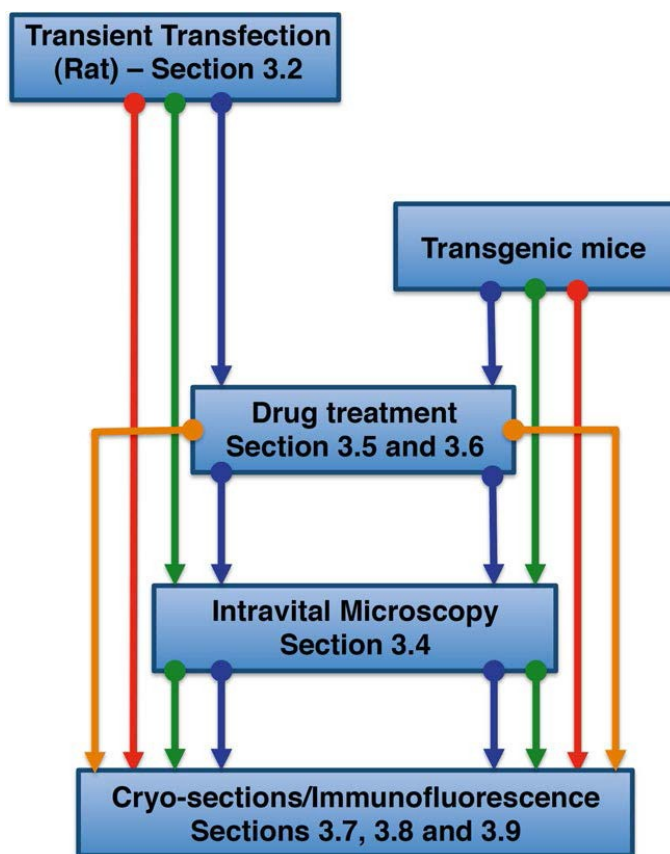 Transient Transfection
(Rat) – Section 3.2
Transgenic mice
Drug treatment
Section 3.5 and 3.6
Intravital Microscopy
Section 3.4
Cryo-sections/Immunofluorescence
Sections 3.7, 3.8 and 3.9